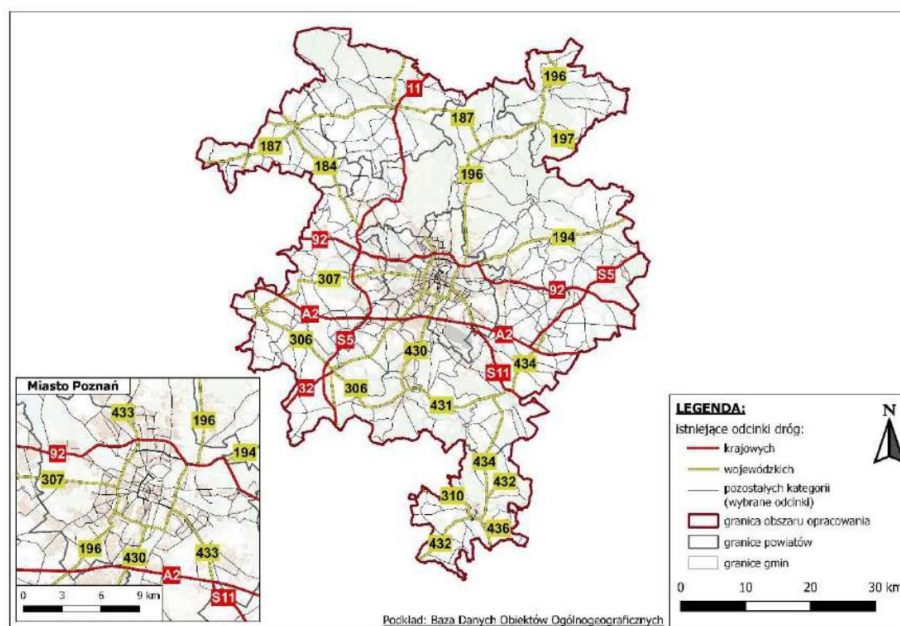 11
196
187
197
187
184
196
92
194
S5
307
92
A2
A2
306
S5
430
434
S11
32
306
431
434
432
310
436
432
Miasto Poznań
433
196
92
194
307
196
430
433
A2
S11
0 3 6 9 km
LEGENDA:
istniejące odcinki dróg:
krajowych
wojewódzkich
pozostałych kategorii
(wybrane odcinki)
granica obszaru opracowania
granice powiatów
granice gmin
N
0 10 20 30 km
Podkład: Baza Danych Obiektów Ogólnogeograficznych